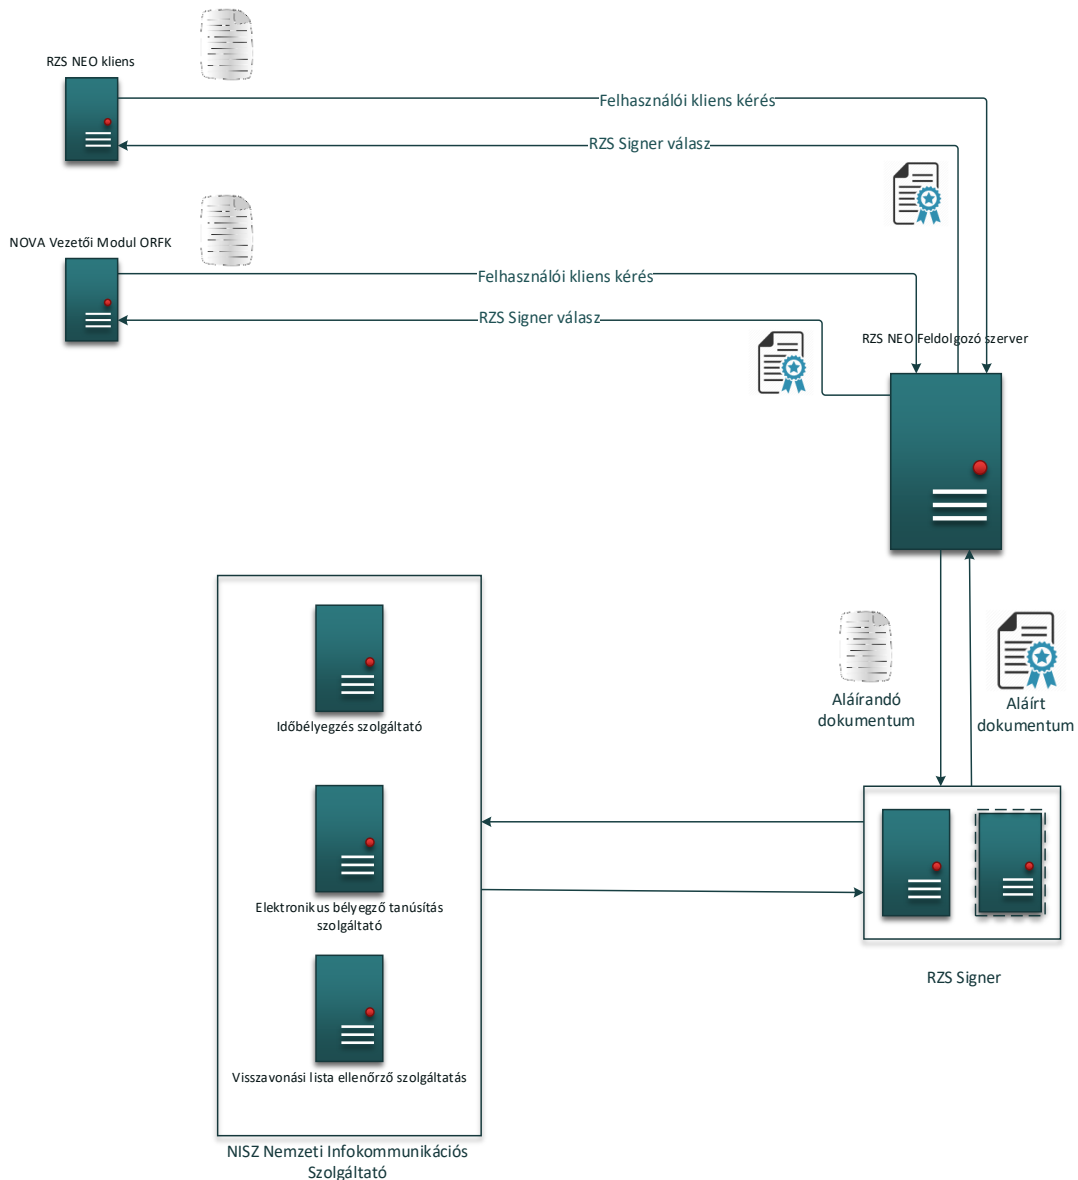 RZS NEO kliens
Felhasználói kliens kérés
RZS Signer válasz
NOVA Vezetői Modul ORFK
Felhasználói kliens kérés
RZS Signer válasz
RZS NEO Feldolgozó szerver
Aláírandó
dokumentum
Aláírt
dokumentum
Időbélyegzés szolgáltató
Elektronikus bélyegző tanúsítás
szolgáltató
RZS Signer
Visszavonási lista ellenőrző szolgáltatás
NISZ Nemzeti Infokommunikációs
Szolgáltató